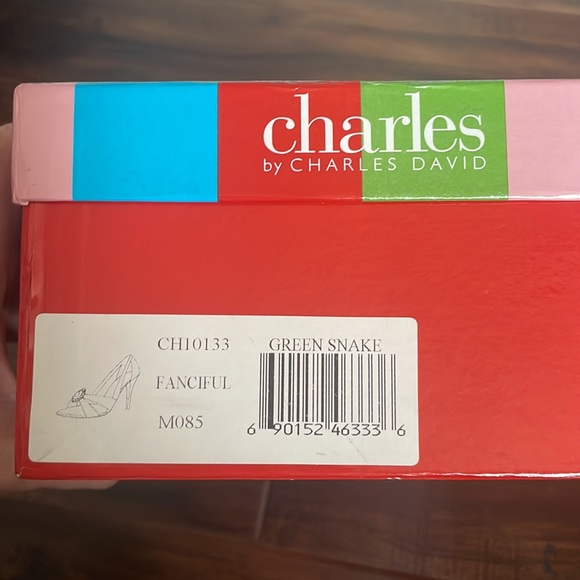 charles
by CHARLES DAVID
CH10133
GREEN SNAKE
FANCIFUL
M085
6 90152 46333 6